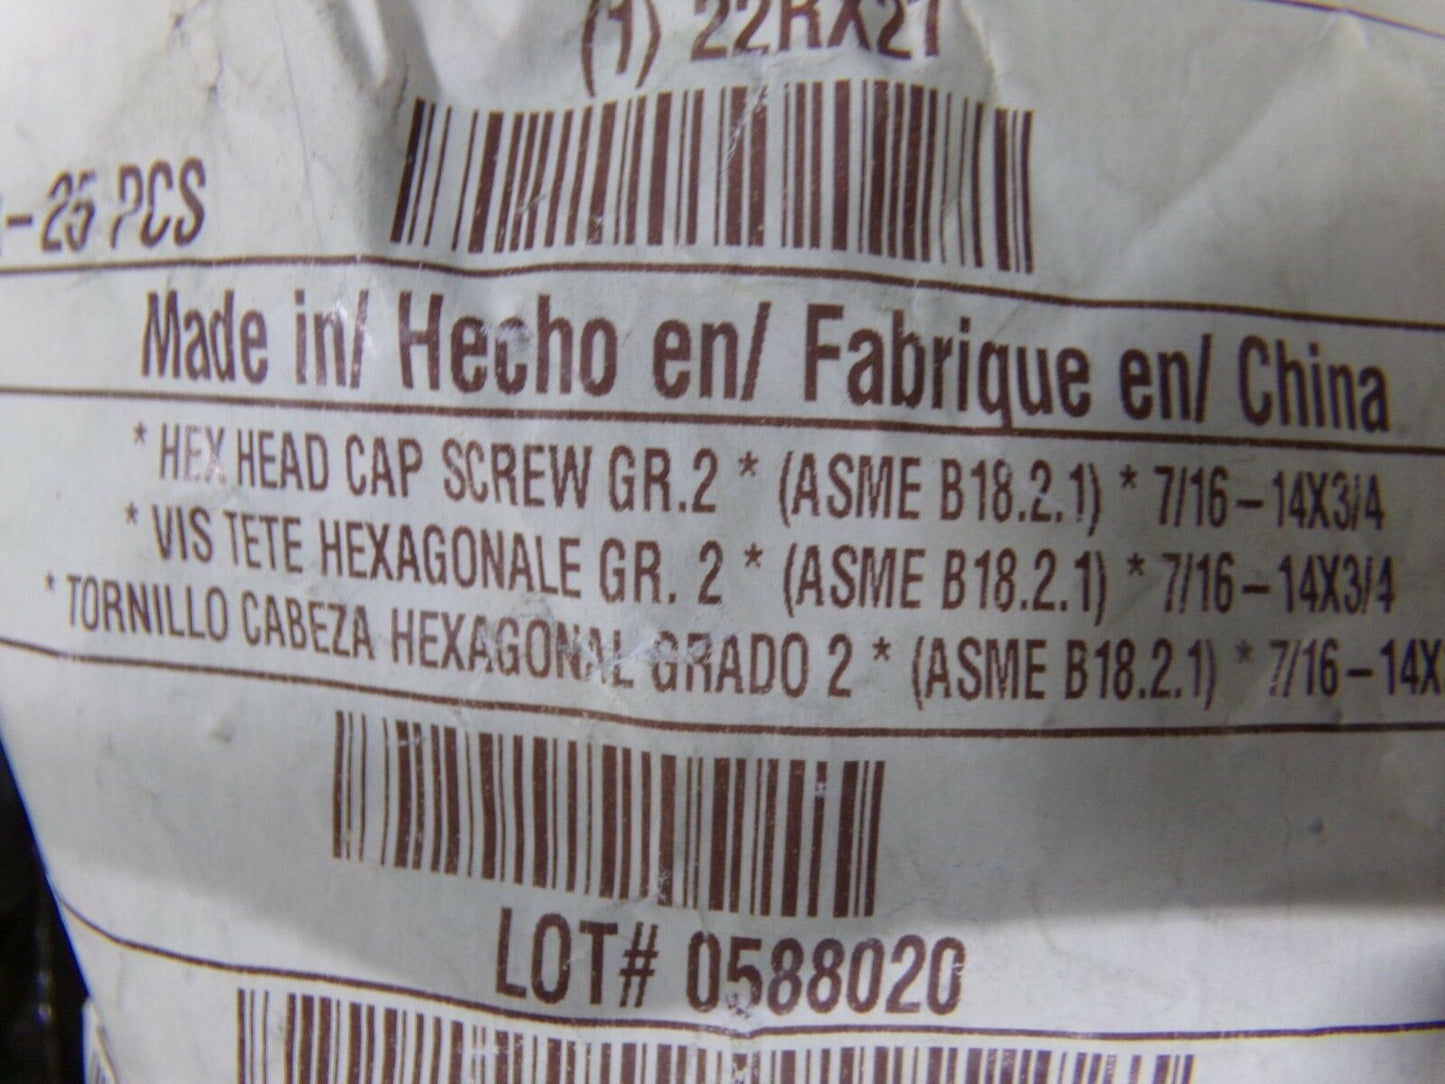 (1) 22RX27
– 25 PCS
Made in/ Hecho en/ Fabrique en/ China
* HEX HEAD CAP SCREW GR.2 * (ASME B18.2.1) * 7/16 – 14X3/4
* VIS TETE HEXAGONALE GR. 2 * (ASME B18.2.1) * 7/16 – 14X3/4
* TORNILLO CABEZA HEXAGONAL GRADO 2 * (ASME B18.2.1) * 7/16 – 14X
LOT# 0588020